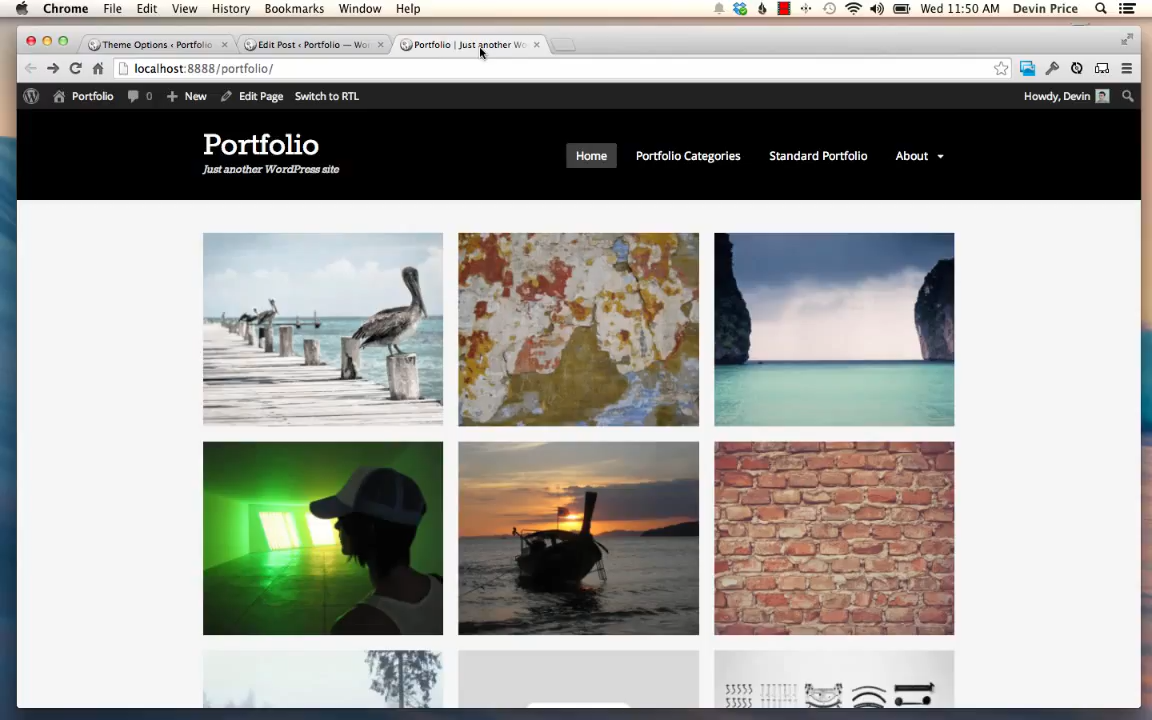 Chrome File Edit View History Bookmarks Window Help Wed 11:50 AM Devin Price
Theme Options ‹ Portfolio Edit Post ‹ Portfolio — Wor Portfolio | Just another Wo
localhost:8888/portfolio/
Portfolio 0 New Edit Page Switch to RTL Howdy, Devin
Portfolio
Just another WordPress site
Home Portfolio Categories Standard Portfolio About